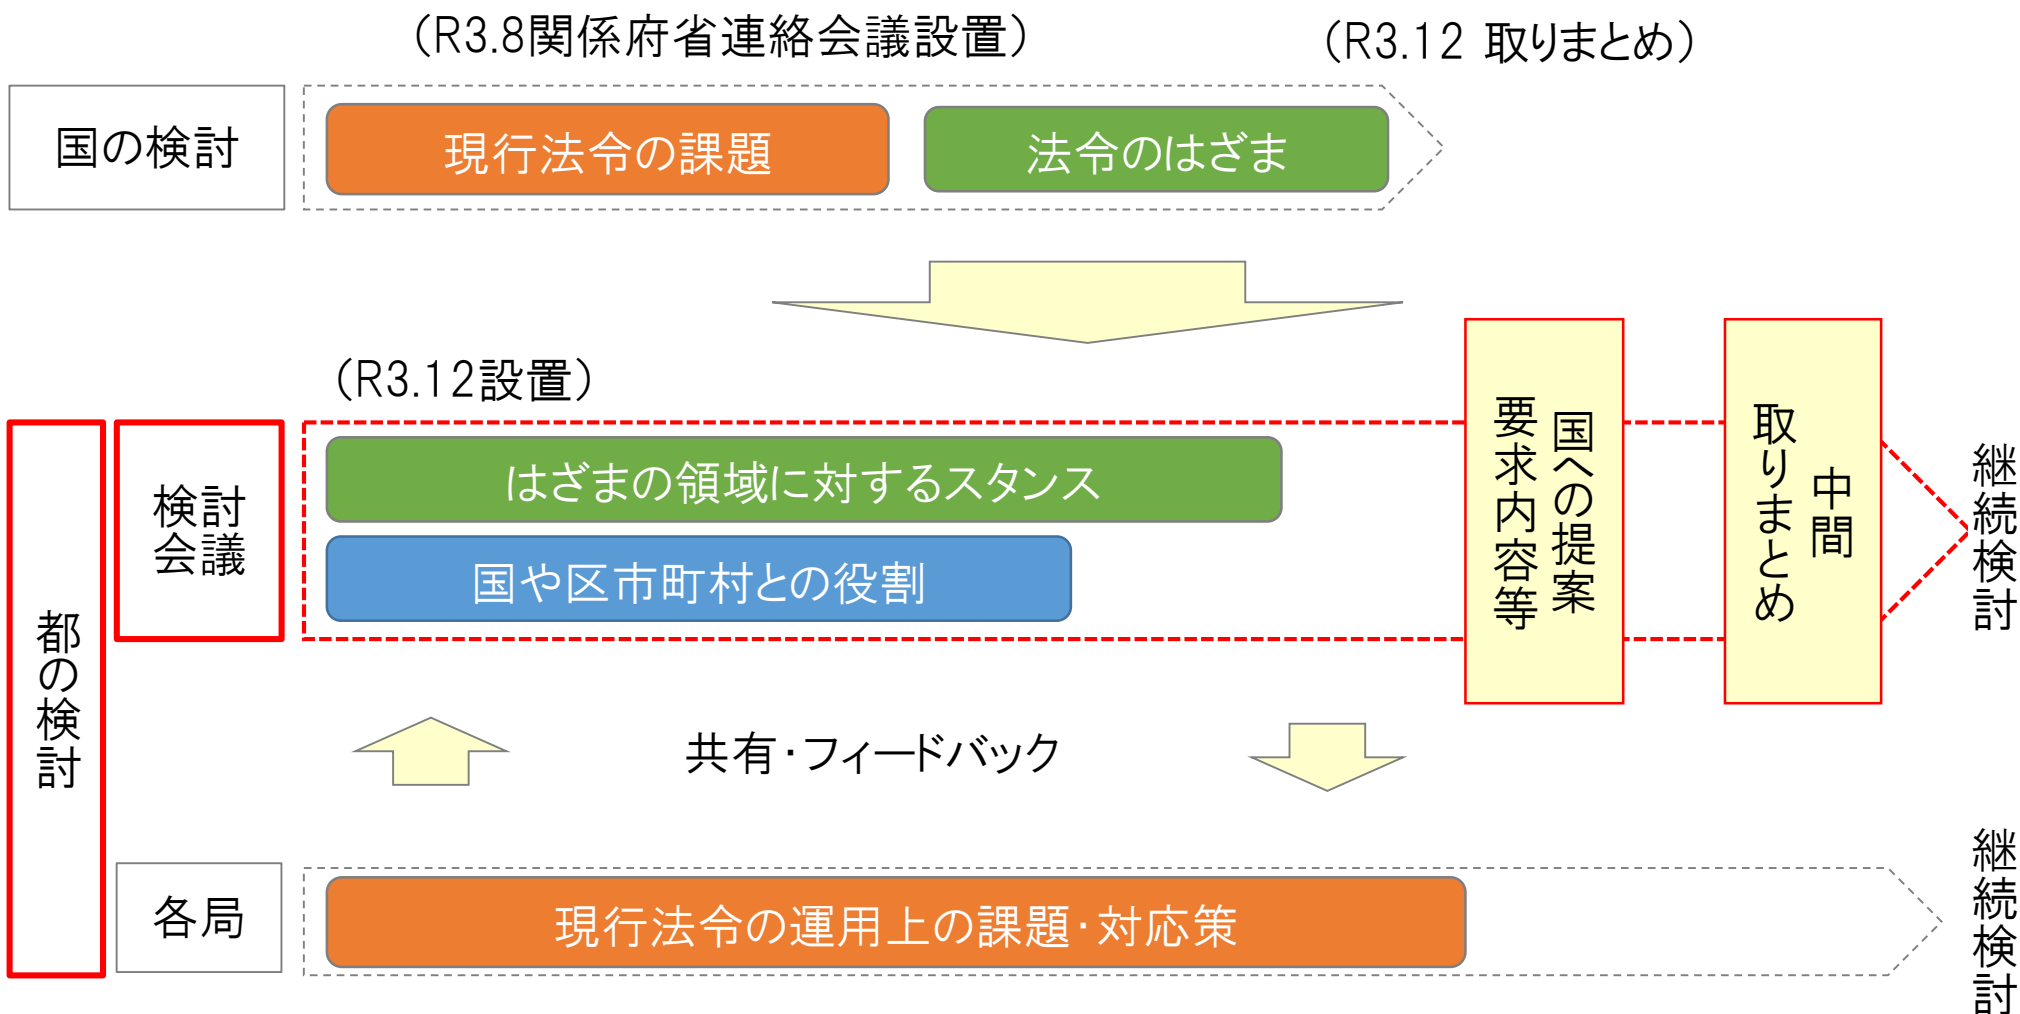 （R3.8関係府省連絡会議設置）
（R3.12 取りまとめ）
国の検討
現行法令の課題
法令のはざま
（R3.12設置）
都の検討
検討
会議
はざまの領域に対するスタンス
国や区市町村との役割
国への提案
要求内容等
中間
取りまとめ
継続検討
共有・フィードバック
各局
現行法令の運用上の課題・対応策
継続検討